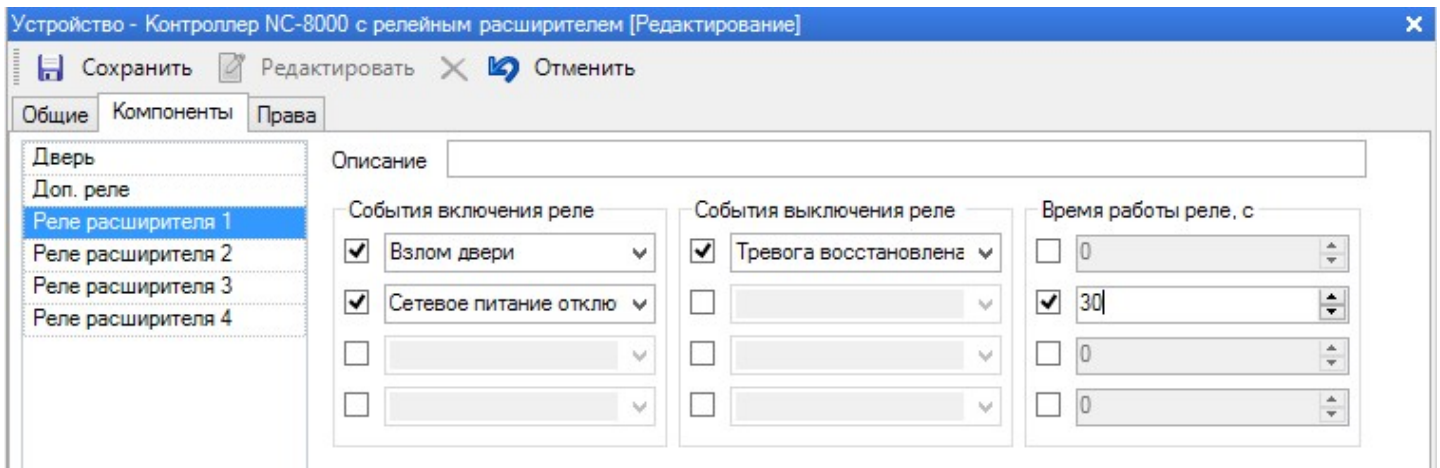 Устройство - Контроллер NC-8000 с релейным расширителем [Редактирование]
Сохранить Редактировать Отменить
Общие Компоненты Права
Дверь
Доп. реле
Реле расширителя 1
Реле расширителя 2
Реле расширителя 3
Реле расширителя 4
Описание
События включения реле События выключения реле Время работы реле, с
Взлом двери Тревога восстановлена 0
Сетевое питание отклю 30
0
0